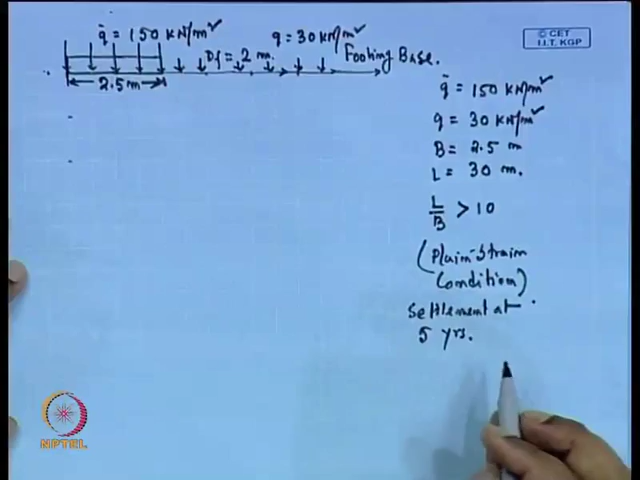 q̄ = 150 KN/m²
q = 30 KN/m²
Df = 2 m.
Footing Base.
2.5 m
q̄ = 150 KN/m²
q = 30 KN/m²
B = 2.5 m
L = 30 m.
L/B > 10
(Plain-Strain
Condition)
Settlement at
5 yrs.
© CET
I.I.T. KGP
NPTEL